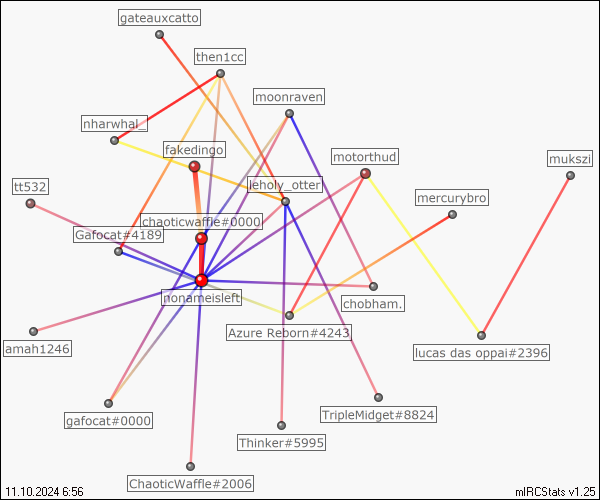 gateauxcatto
then1cc
moonraven
nharwhal_
fakedingo
motorthud
mukszi
tt532
leholy_otter
mercurybro
chaoticwaffle#0000
Gafocat#4189
nonameisleft
chobham.
Azure Reborn#4243
amah1246
lucas das oppai#2396
gafocat#0000
TripleMidget#8824
Thinker#5995
ChaoticWaffle#2006
11.10.2024 6:56
mIRCStats v1.25